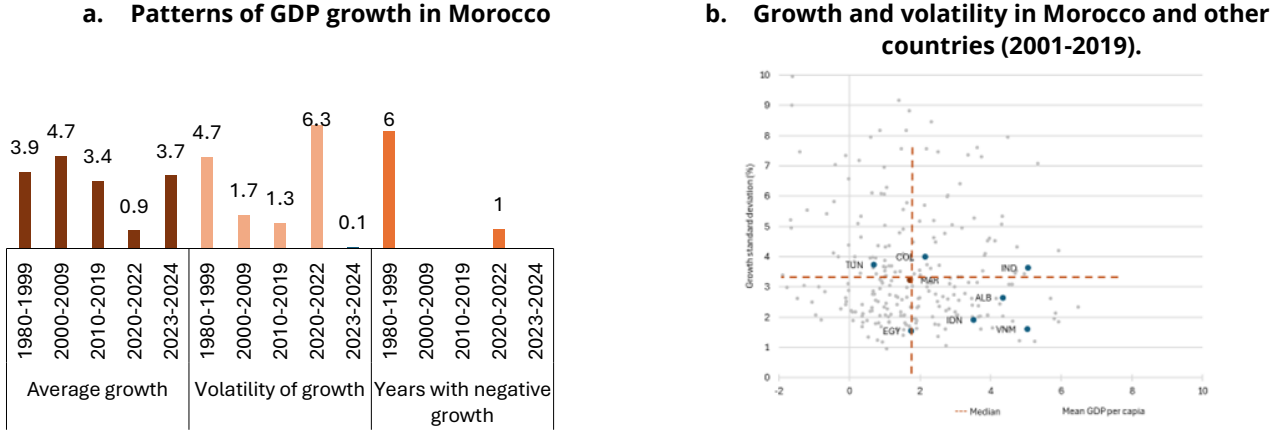 a. Patterns of GDP growth in Morocco
3.9
4.7
3.4
0.9
3.7
4.7
1.7
1.3
6.3
0.1
6
1
1980-1999
2000-2009
2010-2019
2020-2022
2023-2024
1980-1999
2000-2009
2010-2019
2020-2022
2023-2024
1980-1999
2000-2009
2010-2019
2020-2022
2023-2024
Average growth
Volatility of growth
Years with negative
growth
b. Growth and volatility in Morocco and other
countries (2001-2019).
Growth standard deviation (%)
10
9
8
7
6
5
4
3
2
1
0
-2
0
2
4
6
8
10
TUN
COL
IND
MAR
ALB
IDN
EGY
VNM
Median
Mean GDP per capia